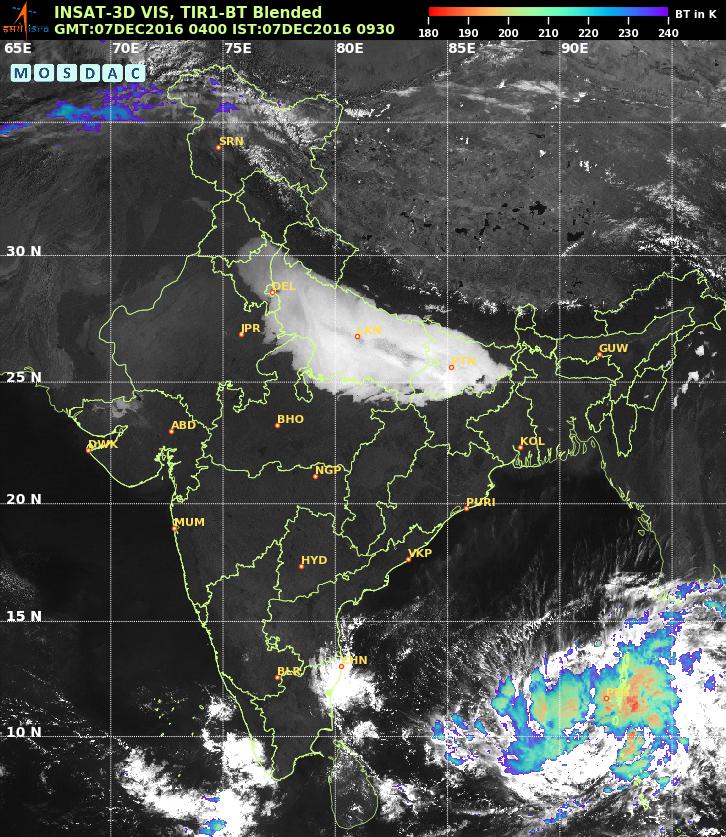 INSAT-3D VIS, TIR1-BT Blended
GMT:07DEC2016 0400 IST:07DEC2016 0930
BT in K
180 190 200 210 220 230 240
65E 70E 75E 80E 85E 90E
MOSDAC
SRN
30 N
DEL
JPR LKN
GUW
PTN
25 N
ABD BHO
DWK KOL
NGP
20 N PURI
MUM
VKP
HYD
15 N
CHN
BLR
PBR
10 N